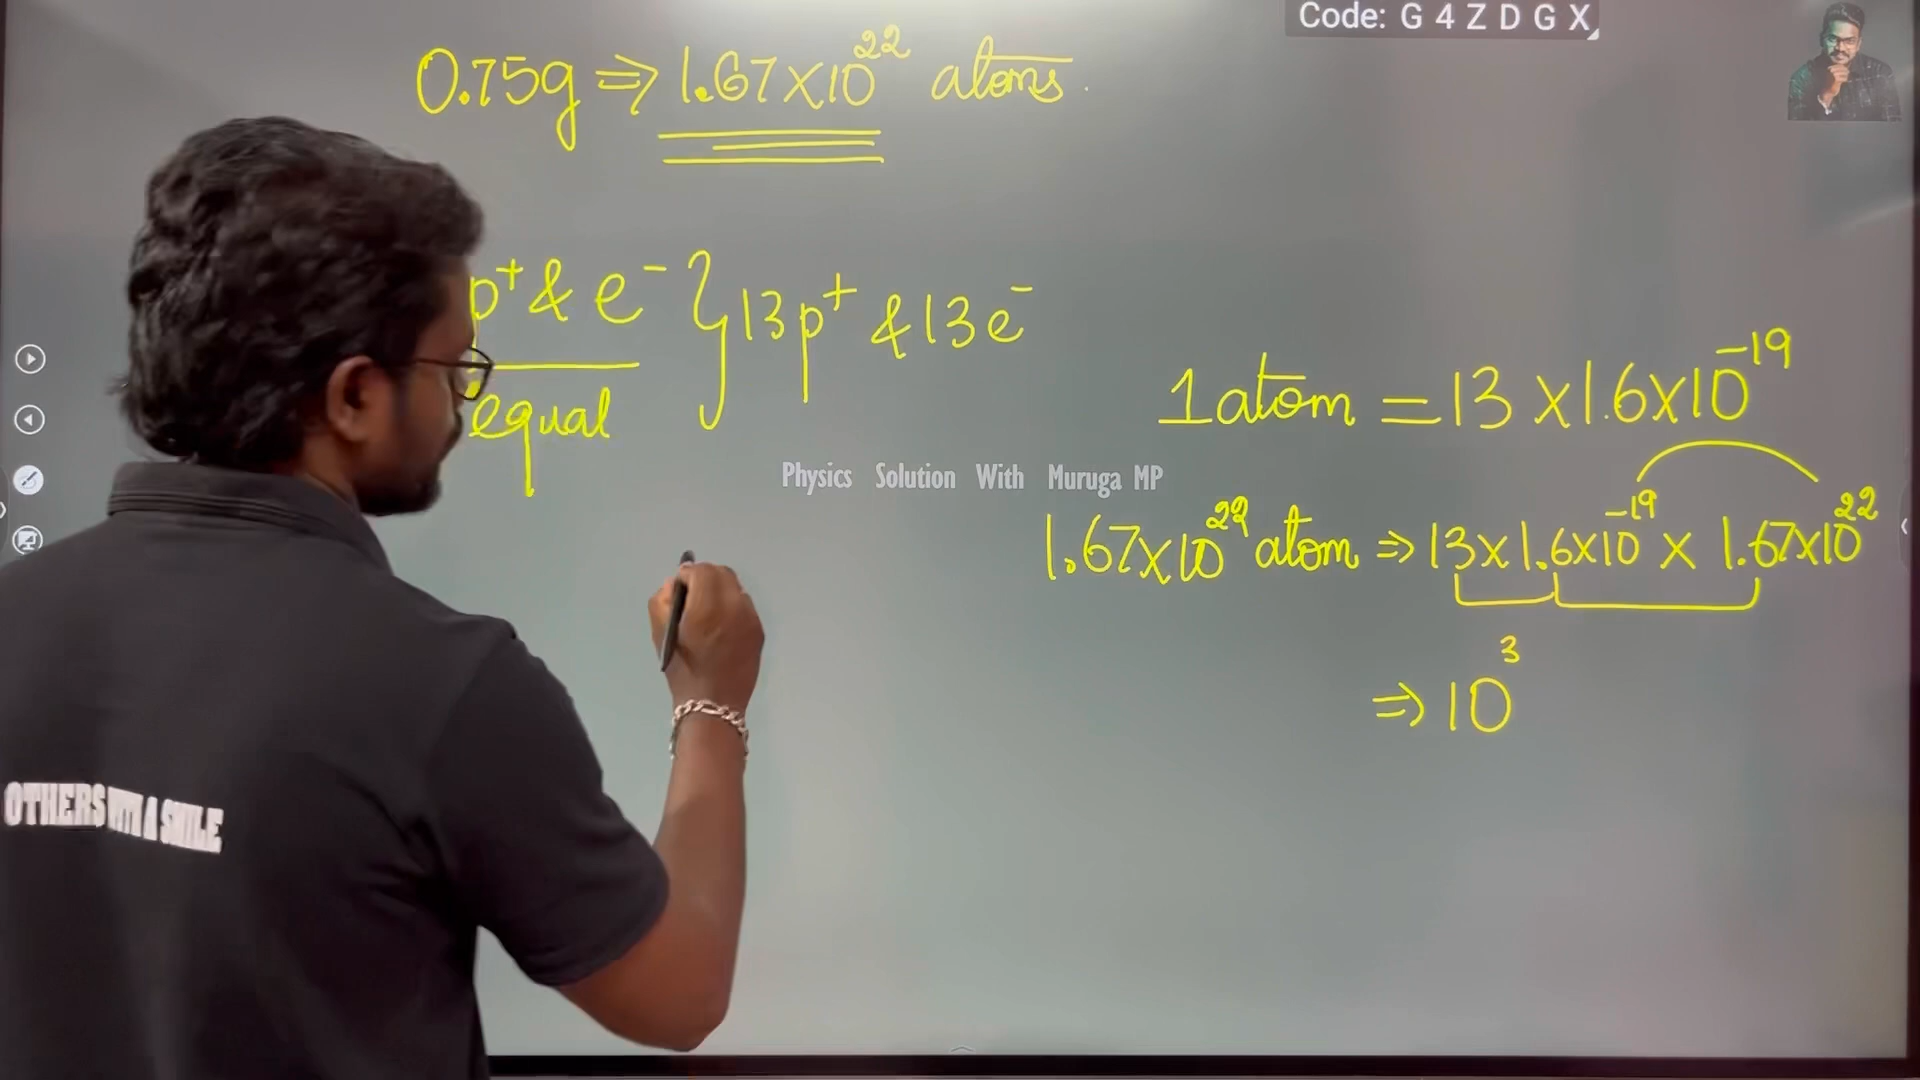 Code: G 4 Z D G X
0.75g ⇒ 1.67×10²² atoms.
p⁺ & e⁻ } 13p⁺ & 13e⁻
equal
1 atom = 13 × 1.6×10⁻¹⁹
Physics Solution With Muruga MP
1.67×10²² atom ⇒ 13×1.6×10⁻¹⁹ × 1.67×10²²
⇒ 10³
OTHERS WITH A SMILE